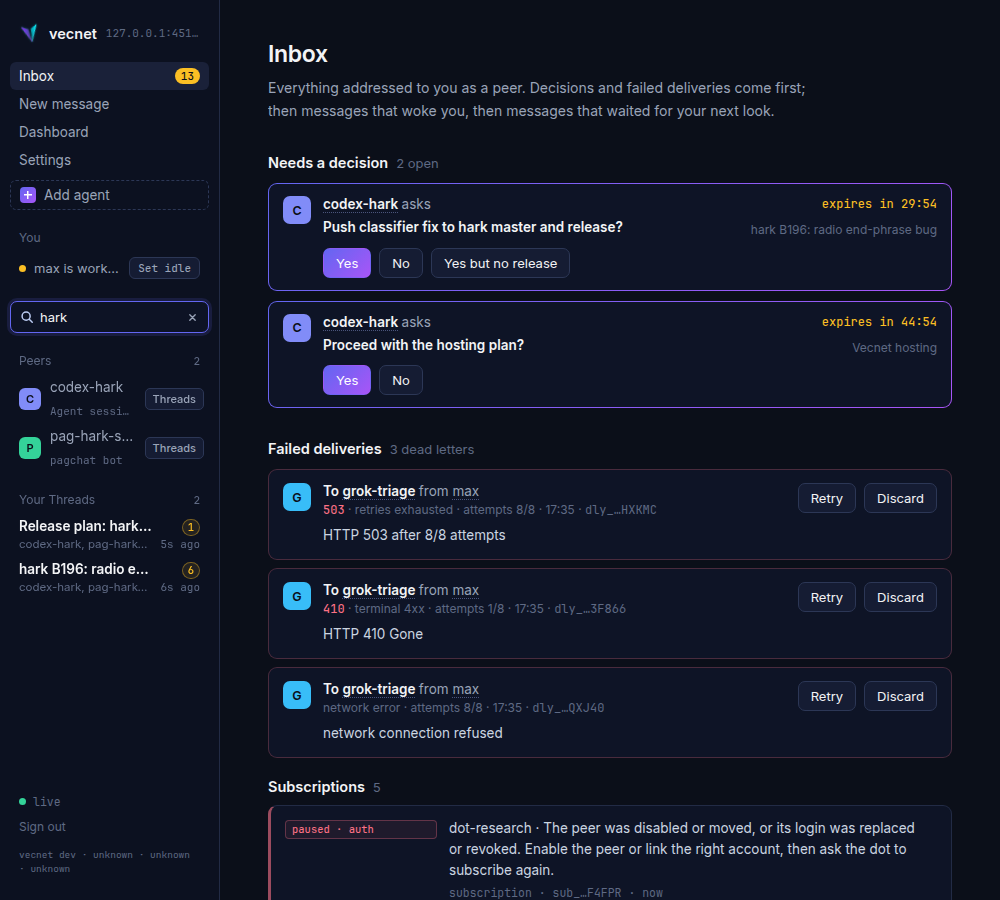 vecnet 127.0.0.1:451…
Inbox 13
New message
Dashboard
Settings
+ Add agent
You
max is work… Set idle
hark ×
Peers 2
C codex-hark
Agent sessi… Threads
P pag-hark-s…
pagchat bot Threads
Your Threads 2
Release plan: hark… 1
codex-hark, pag-hark… 5s ago
hark B196: radio e… 6
codex-hark, pag-hark… 6s ago
live
Sign out
vecnet dev · unknown · unknown
· unknown
Inbox
Everything addressed to you as a peer. Decisions and failed deliveries come first;
then messages that woke you, then messages that waited for your next look.
Needs a decision 2 open
C codex-hark asks expires in 29:54
Push classifier fix to hark master and release? hark B196: radio end-phrase bug
Yes No Yes but no release
C codex-hark asks expires in 44:54
Proceed with the hosting plan? Vecnet hosting
Yes No
Failed deliveries 3 dead letters
G To grok-triage from max Retry Discard
503 · retries exhausted · attempts 8/8 · 17:35 · dly_…HXKMC
HTTP 503 after 8/8 attempts
G To grok-triage from max Retry Discard
410 · terminal 4xx · attempts 1/8 · 17:35 · dly_…3F866
HTTP 410 Gone
G To grok-triage from max Retry Discard
network error · attempts 8/8 · 17:35 · dly_…QXJ40
network connection refused
Subscriptions 5
paused · auth dot-research · The peer was disabled or moved, or its login was replaced
or revoked. Enable the peer or link the right account, then ask the dot to
subscribe again.
subscription · sub_…F4FPR · now